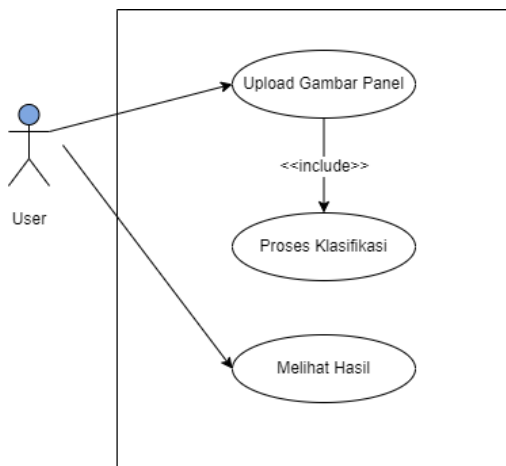 Upload Gambar Panel
<<include>>
User
Proses Klasifikasi
Melihat Hasil